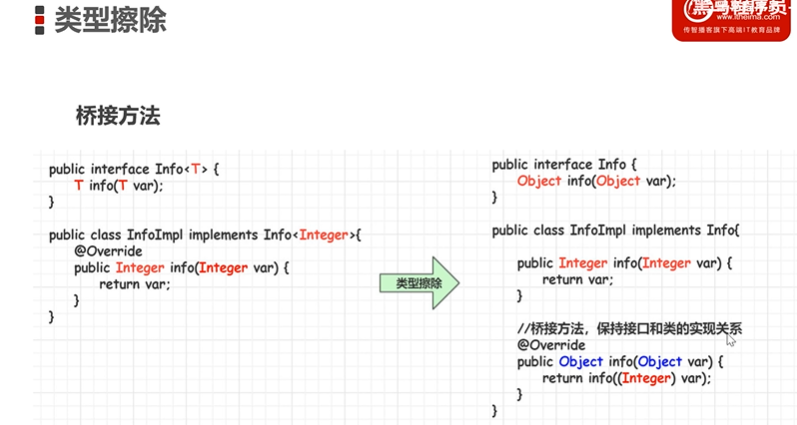 类型擦除
黑马程序员
www.itheima.com
传智播客旗下高端IT教育品牌
桥接方法
public interface Info<T> {
T info(T var);
}
public class InfoImpl implements Info<Integer>{
@Override
public Integer info(Integer var) {
return var;
}
}
类型擦除
public interface Info {
Object info(Object var);
}
public class InfoImpl implements Info{
public Integer info(Integer var) {
return var;
}
//桥接方法，保持接口和类的实现关系
@Override
public Object info(Object var) {
return info((Integer) var);
}
}